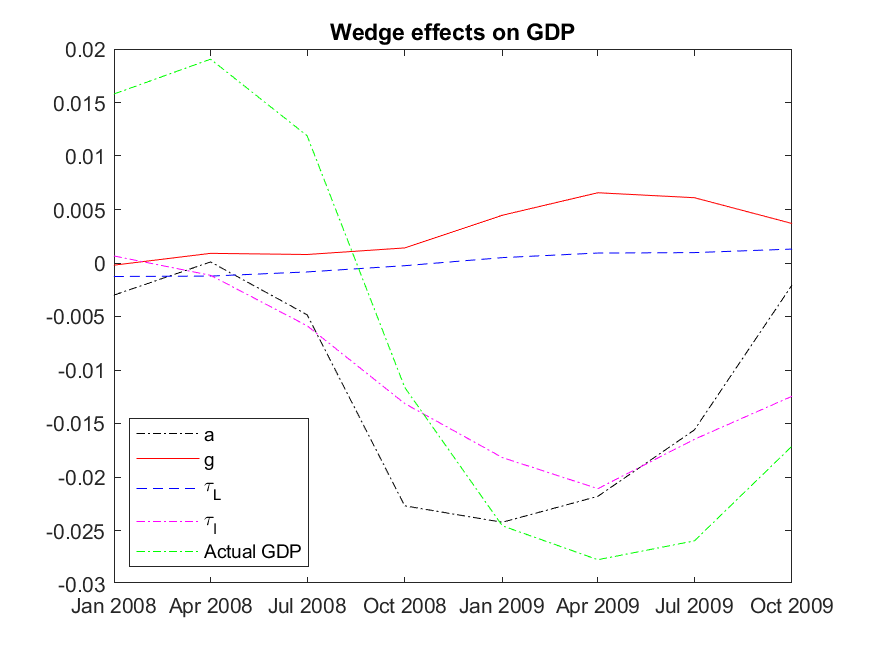 Wedge effects on GDP
0.02
0.015
0.01
0.005
0
-0.005
-0.01
-0.015
-0.02
-0.025
-0.03
a
g
τL
τI
Actual GDP
Jan 2008 Apr 2008 Jul 2008 Oct 2008 Jan 2009 Apr 2009 Jul 2009 Oct 2009